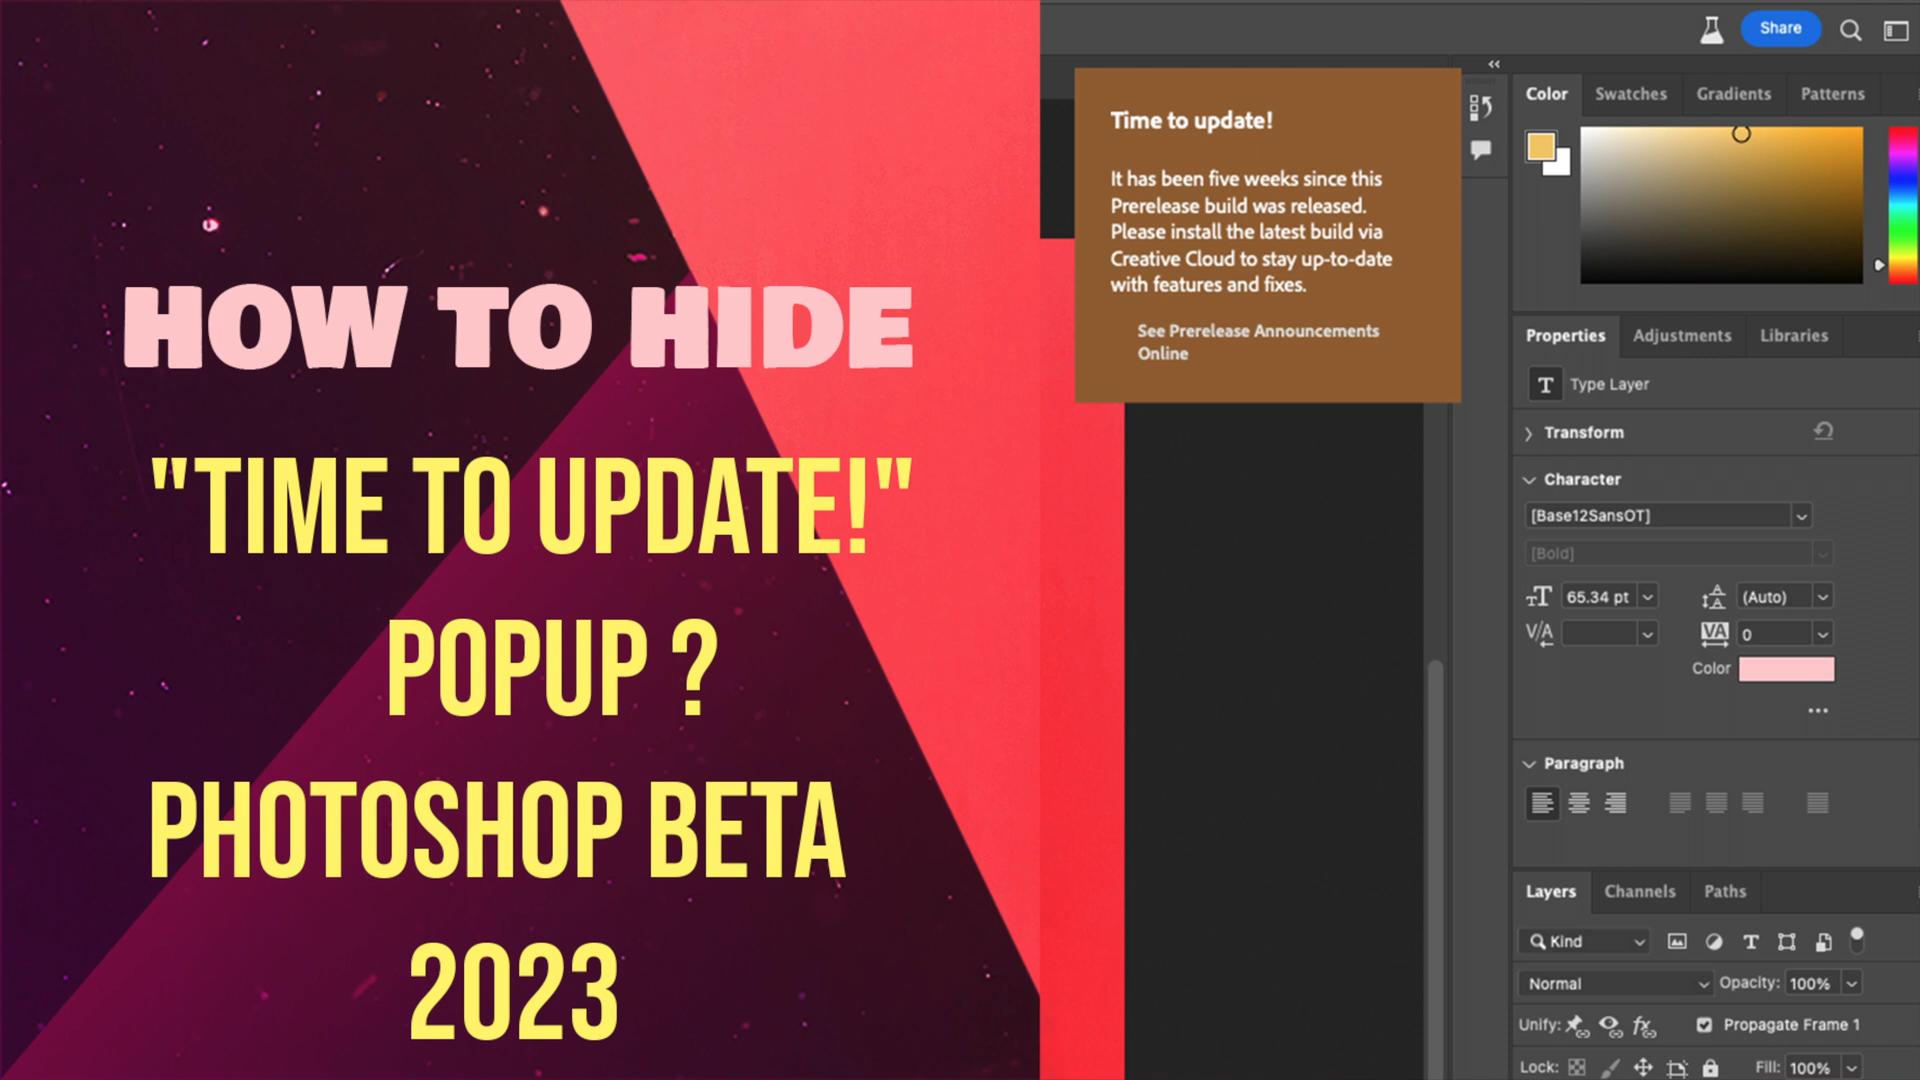 HOW TO HIDE
"TIME TO UPDATE!"
POPUP ?
PHOTOSHOP BETA
2023
Time to update!
It has been five weeks since this
Prerelease build was released.
Please install the latest build via
Creative Cloud to stay up-to-date
with features and fixes.
See Prerelease Announcements
Online
Share
Color Swatches Gradients Patterns
Properties Adjustments Libraries
T Type Layer
Transform
Character
[Base12SansOT]
[Bold]
65.34 pt (Auto)
0
Color
Paragraph
Layers Channels Paths
Kind
Normal Opacity: 100%
Unify: Propagate Frame 1
Lock: Fill: 100%